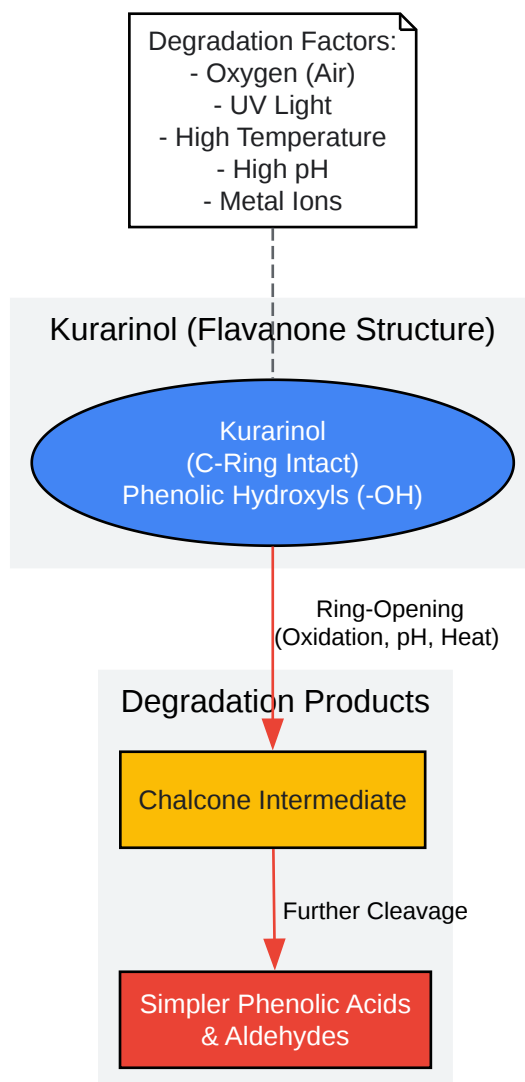 Degradation Factors:
- Oxygen (Air)
- UV Light
- High Temperature
- High pH
- Metal Ions
Kurarinol (Flavanone Structure)
Kurarinol
(C-Ring Intact)
Phenolic Hydroxyls (-OH)
Ring-Opening
(Oxidation, pH, Heat)
Degradation Products
Chalcone Intermediate
Further Cleavage
Simpler Phenolic Acids
& Aldehydes